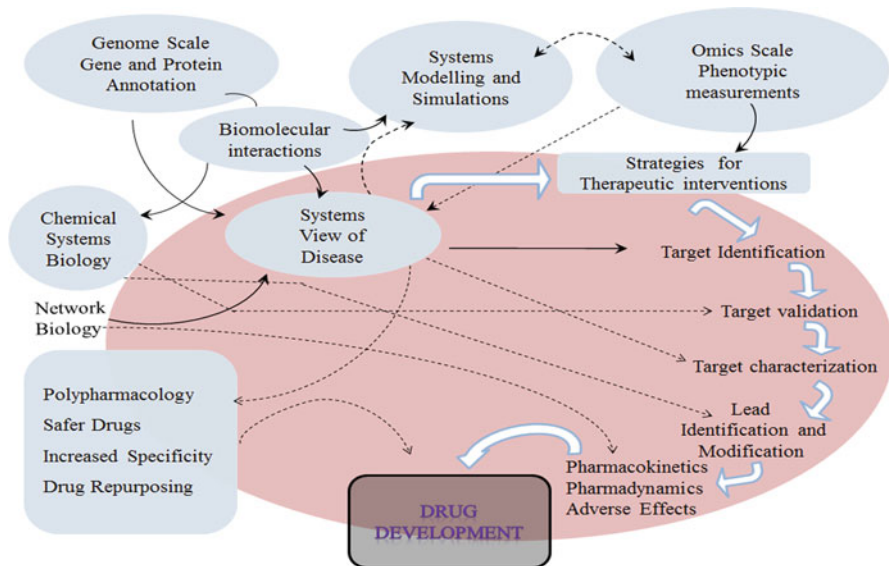 Genome Scale
Gene and Protein
Annotation
Systems
Modelling and
Simulations
Omics Scale
Phenotypic
measurements
Biomolecular
interactions
Strategies for
Therapeutic interventions
Chemical
Systems
Biology
Systems
View of
Disease
Target Identification
Network
Biology
Target validation
Target characterization
Polypharmacology
Safer Drugs
Increased Specificity
Drug Repurposing
Lead
Identification and
Modification
Pharmacokinetics
Pharmadynamics
Adverse Effects
DRUG
DEVELOPMENT